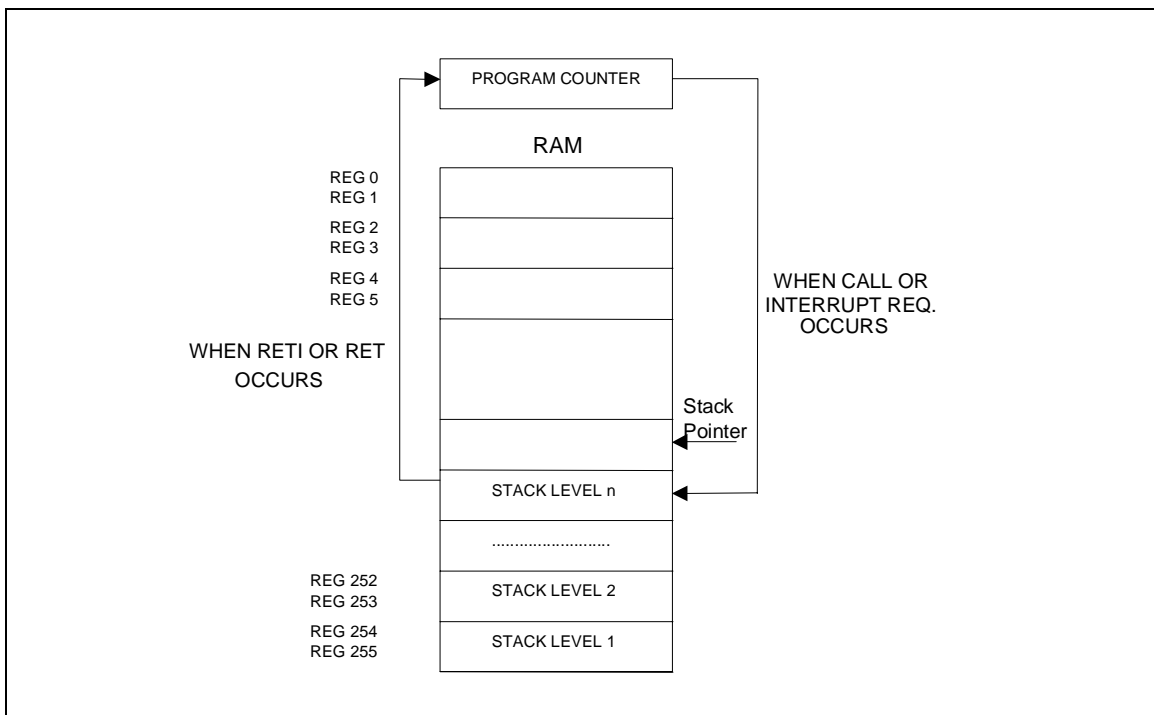 PROGRAM COUNTER
RAM
REG 0
REG 1
REG 2
REG 3
REG 4
REG 5
WHEN CALL OR
INTERRUPT REQ.
OCCURS
WHEN RETI OR RET
OCCURS
Stack
Pointer
STACK LEVEL n
..........................
REG 252
REG 253
STACK LEVEL 2
REG 254
REG 255
STACK LEVEL 1